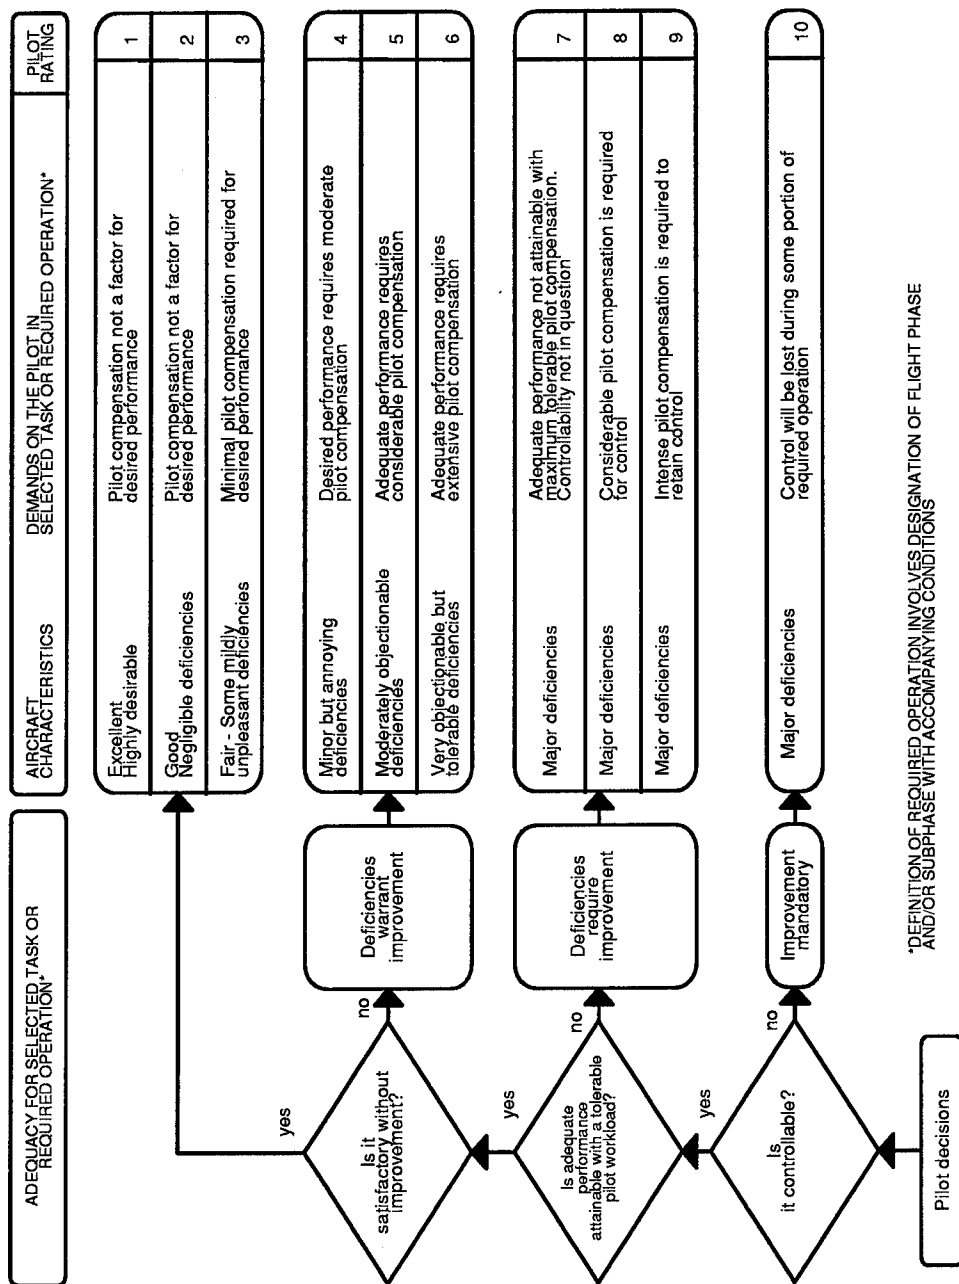 ADEQUACY FOR SELECTED TASK OR
REQUIRED OPERATION*
AIRCRAFT
CHARACTERISTICS
DEMANDS ON THE PILOT IN
SELECTED TASK OR REQUIRED OPERATION*
PILOT
RATING
Excellent
Highly desirable
Pilot compensation not a factor for
desired performance
1
Good
Negligible deficiencies
Pilot compensation not a factor for
desired performance
2
Fair - Some mildly
unpleasant deficiencies
Minimal pilot compensation required for
desired performance
3
yes
Is it
satisfactory without
improvement?
no
Deficiencies
warrant
improvement
Minor but annoying
deficiencies
Desired performance requires moderate
pilot compensation
4
Moderately objectionable
deficiencies
Adequate performance requires
considerable pilot compensation
5
Very objectionable but
tolerable deficiencies
Adequate performance requires
extensive pilot compensation
6
yes
Is adequate
performance
attainable with a tolerable
pilot workload?
no
Deficiencies
require
improvement
Major deficiencies
Adequate performance not attainable with
maximum tolerable pilot compensation.
Controllability not in question
7
Major deficiencies
Considerable pilot compensation is required
for control
8
Major deficiencies
Intense pilot compensation is required to
retain control
9
yes
Is
it controllable?
no
Improvement
mandatory
Major deficiencies
Control will be lost during some portion of
required operation
10
Pilot decisions
*DEFINITION OF REQUIRED OPERATION INVOLVES DESIGNATION OF FLIGHT PHASE
AND/OR SUBPHASE WITH ACCOMPANYING CONDITIONS